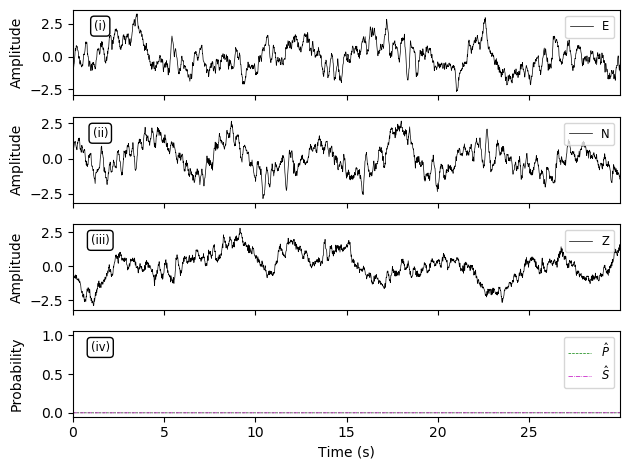 Amplitude
2.5
0.0
−2.5
(i)
E
Amplitude
2.5
0.0
−2.5
(ii)
N
Amplitude
2.5
0.0
−2.5
(iii)
Z
Probability
1.0
0.5
0.0
(iv)
P̂
Ŝ
0 5 10 15 20 25
Time (s)